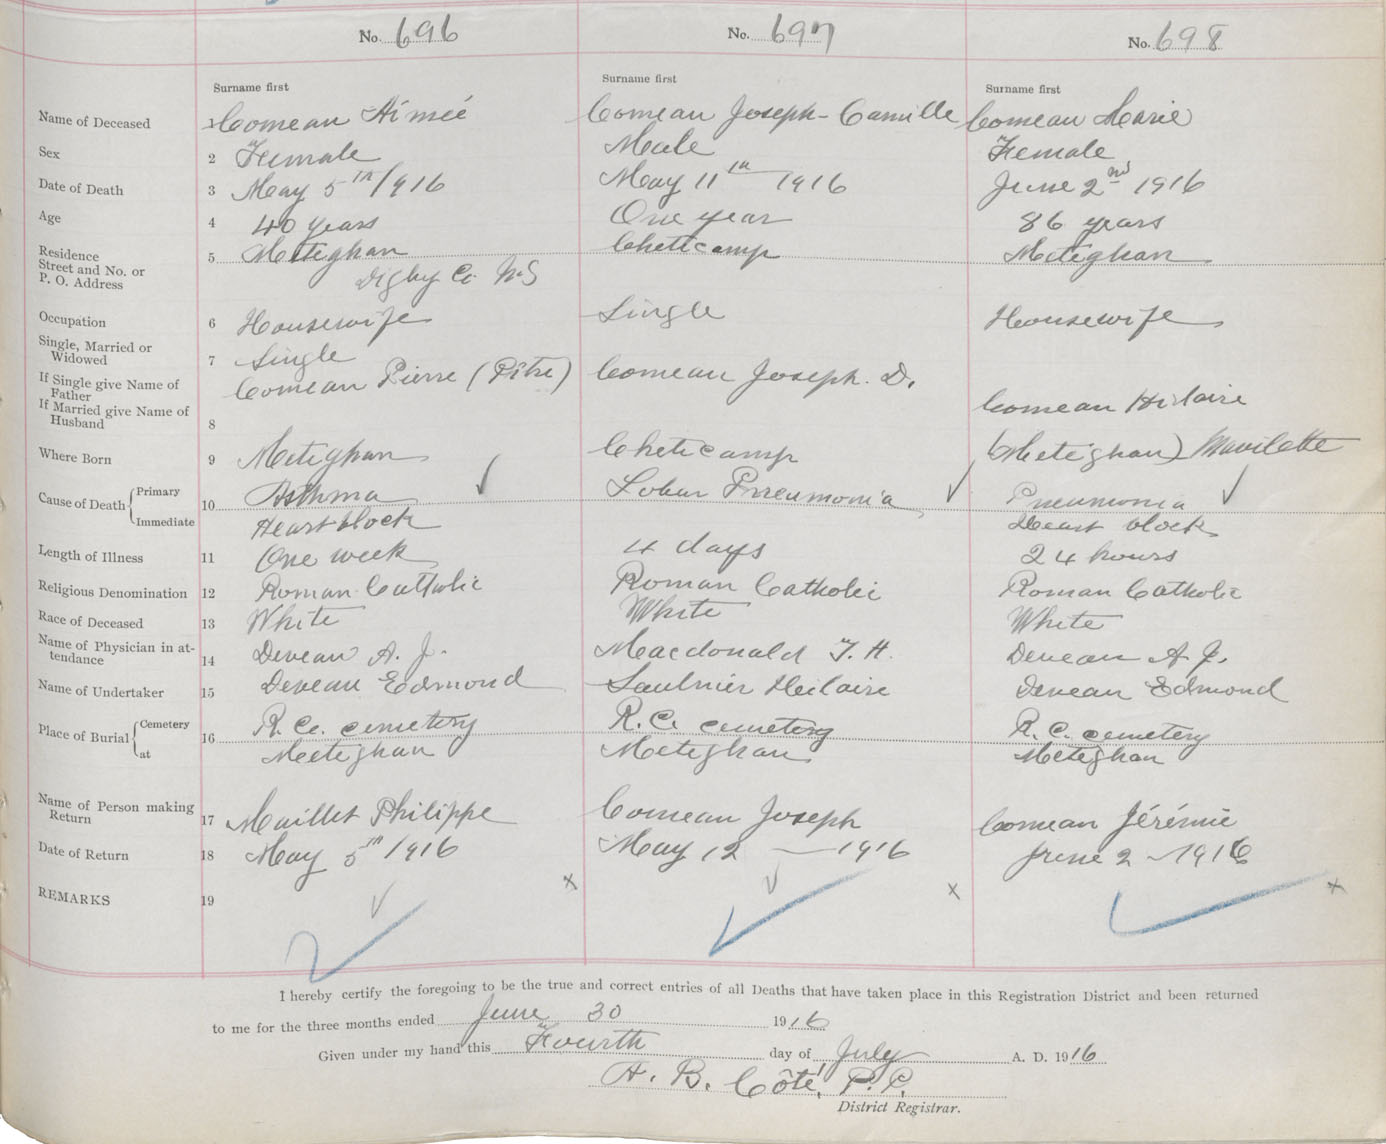 No. 696 No. 697 No. 698
Surname first Surname first Surname first
Name of Deceased 1 Comeau Aimée Comeau Joseph-Camille Comeau Marie
Sex 2 Female Male Female
Date of Death 3 May 5th/1916 May 11th 1916 June 2nd 1916
Age 4 40 years One year 86 years
Residence Street and No. or P. O. Address 5 Meteghan Cheticamp Meteghan
Digby Co. N.S
Occupation 6 Housewife Single Housewife
Single, Married or Widowed 7 Single
If Single give Name of Father Comeau Pierre (Pitre) Comeau Joseph. D.
If Married give Name of Husband 8 Comeau Hilaire
Where Born 9 Meteghan Cheticamp (Meteghan) Mavilette
Cause of Death { Primary 10 Asthma Lobar Pneumonia Pneumonia
Immediate Heart block Heart block
Length of Illness 11 One week 4 days 24 hours
Religious Denomination 12 Roman Catholic Roman Catholic Roman Catholic
Race of Deceased 13 White White White
Name of Physician in attendance 14 Deveau A. J. Macdonald T. H. Deveau A. J.
Name of Undertaker 15 Deveau Edmond Saulnier Hilaire Deveau Edmond
Place of Burial { Cemetery 16 R. C. cemetery R. C. cemetery R. C. cemetery
at Meteghan Meteghan Meteghan
Name of Person making Return 17 Maillet Philippe Comeau Joseph Comeau Jérémie
Date of Return 18 May 5th/1916 May 12 — 1916 June 2 - 1916
REMARKS 19 x x x
I hereby certify the foregoing to be the true and correct entries of all Deaths that have taken place in this Registration District and been returned
to me for the three months ended June 30 1916
Given under my hand this Fourth day of July A. D. 1916
A. B. Côté, P. P.
District Registrar.